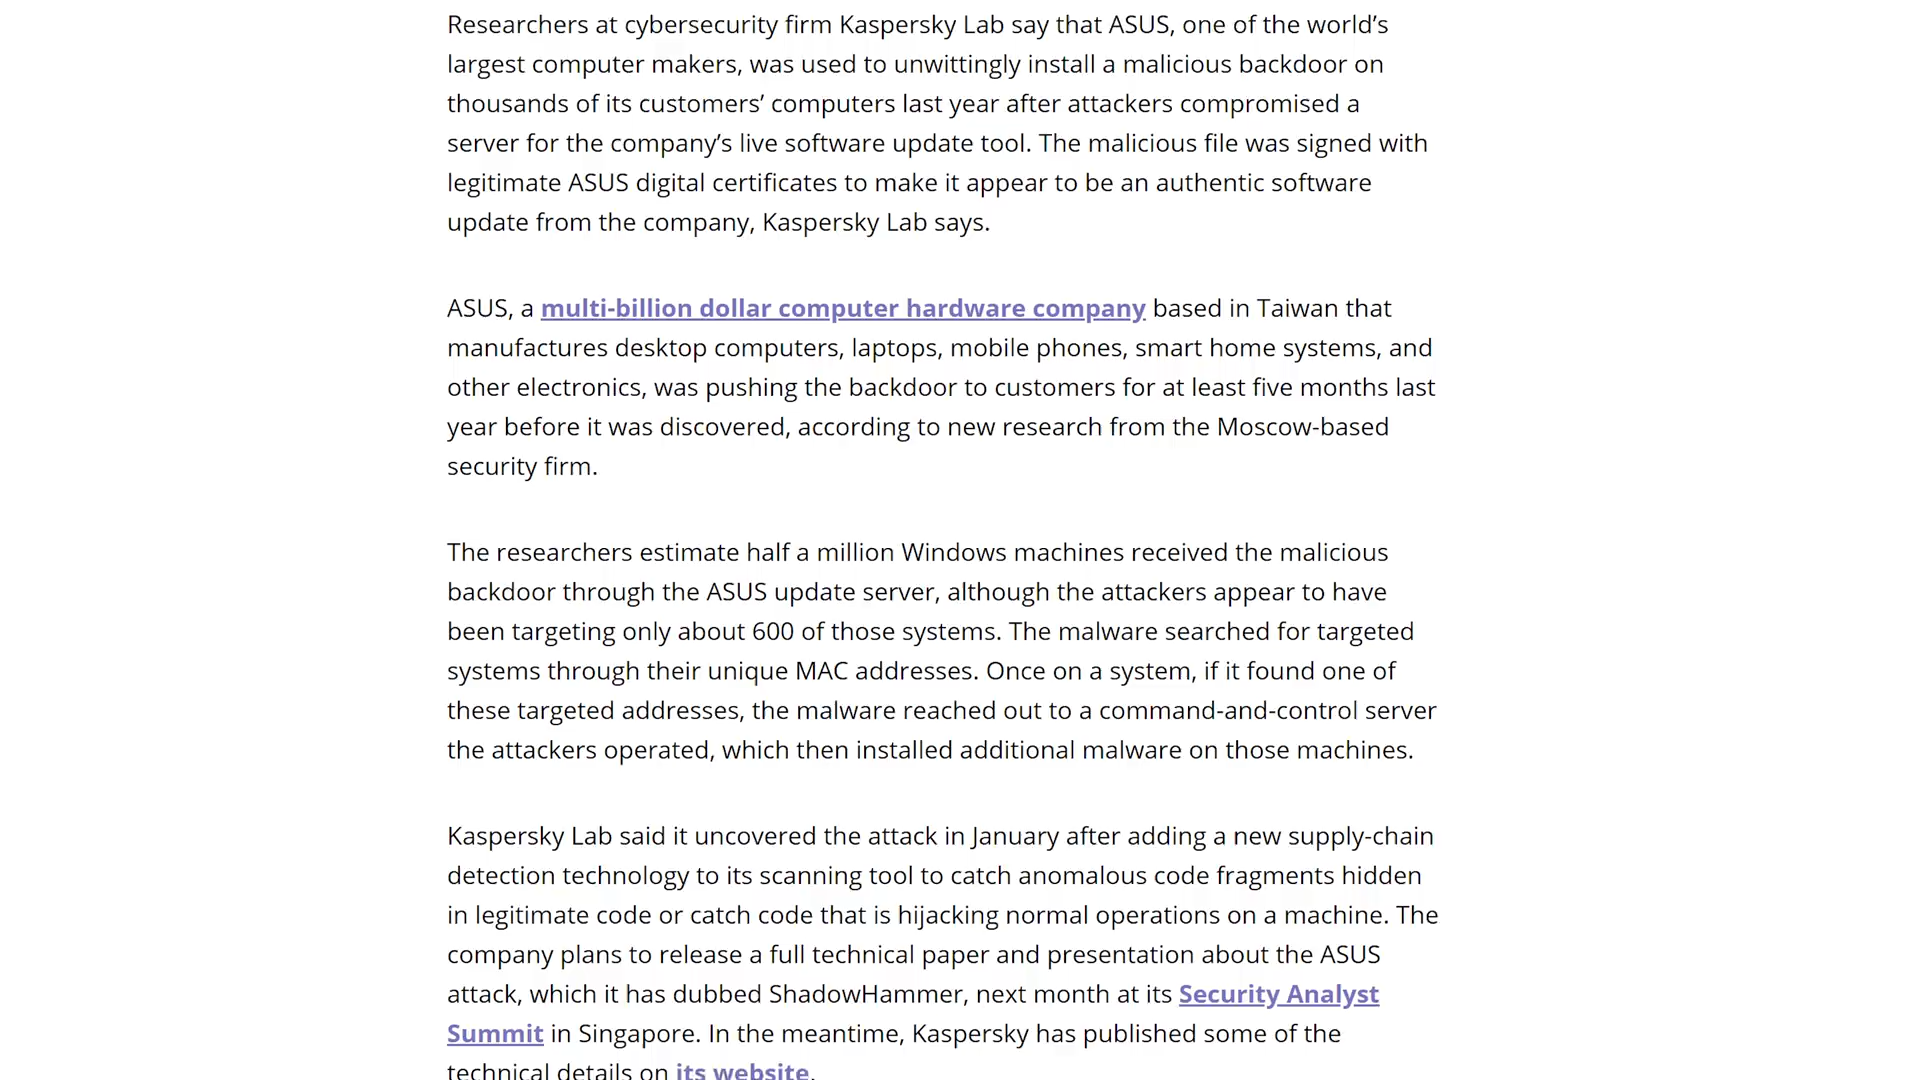 Researchers at cybersecurity firm Kaspersky Lab say that ASUS, one of the world’s
largest computer makers, was used to unwittingly install a malicious backdoor on
thousands of its customers’ computers last year after attackers compromised a
server for the company’s live software update tool. The malicious file was signed with
legitimate ASUS digital certificates to make it appear to be an authentic software
update from the company, Kaspersky Lab says.
ASUS, a multi-billion dollar computer hardware company based in Taiwan that
manufactures desktop computers, laptops, mobile phones, smart home systems, and
other electronics, was pushing the backdoor to customers for at least five months last
year before it was discovered, according to new research from the Moscow-based
security firm.
The researchers estimate half a million Windows machines received the malicious
backdoor through the ASUS update server, although the attackers appear to have
been targeting only about 600 of those systems. The malware searched for targeted
systems through their unique MAC addresses. Once on a system, if it found one of
these targeted addresses, the malware reached out to a command-and-control server
the attackers operated, which then installed additional malware on those machines.
Kaspersky Lab said it uncovered the attack in January after adding a new supply-chain
detection technology to its scanning tool to catch anomalous code fragments hidden
in legitimate code or catch code that is hijacking normal operations on a machine. The
company plans to release a full technical paper and presentation about the ASUS
attack, which it has dubbed ShadowHammer, next month at its Security Analyst
Summit in Singapore. In the meantime, Kaspersky has published some of the
technical details on its website.